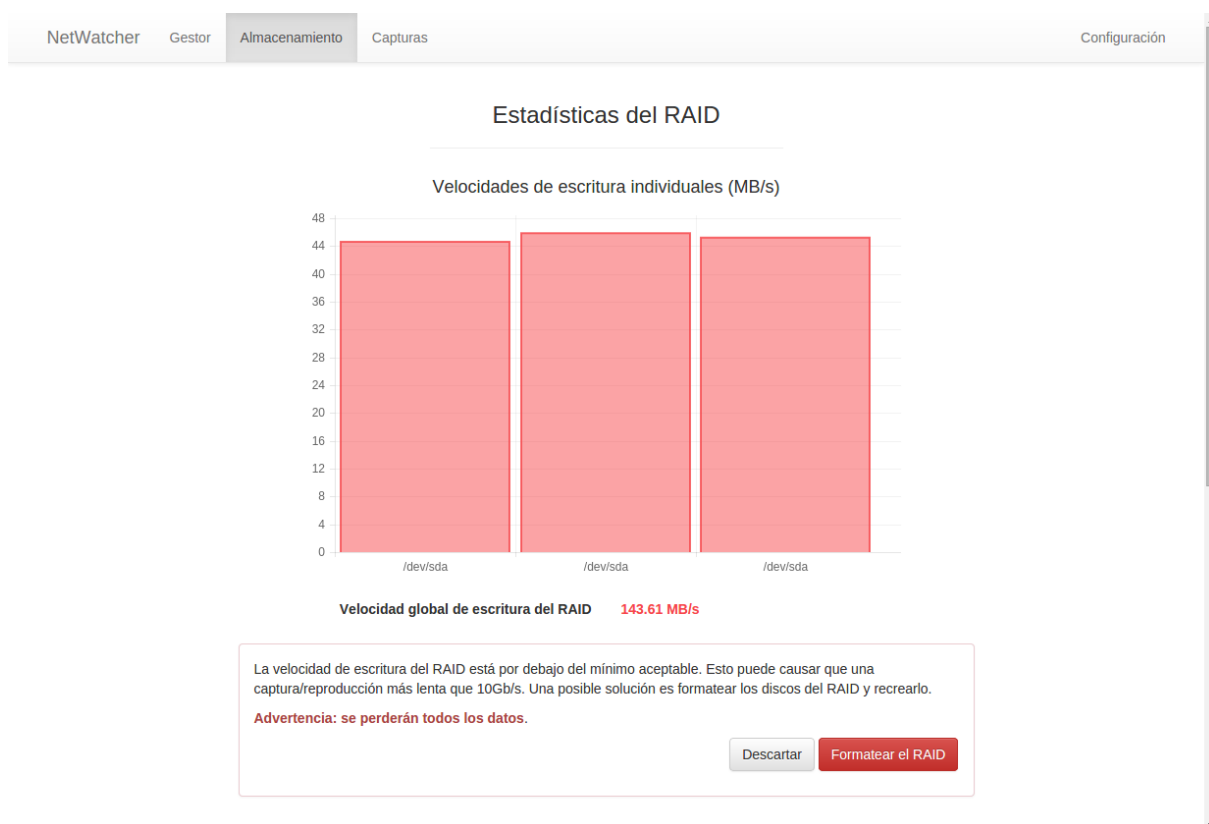 NetWatcher Gestor Almacenamiento Capturas Configuración
Estadísticas del RAID
Velocidades de escritura individuales (MB/s)
48
44
40
36
32
28
24
20
16
12
8
4
0
/dev/sda /dev/sda /dev/sda
Velocidad global de escritura del RAID 143.61 MB/s
La velocidad de escritura del RAID está por debajo del mínimo aceptable. Esto puede causar que una
captura/reproducción más lenta que 10Gb/s. Una posible solución es formatear los discos del RAID y recrearlo.
Advertencia: se perderán todos los datos.
Descartar Formatear el RAID